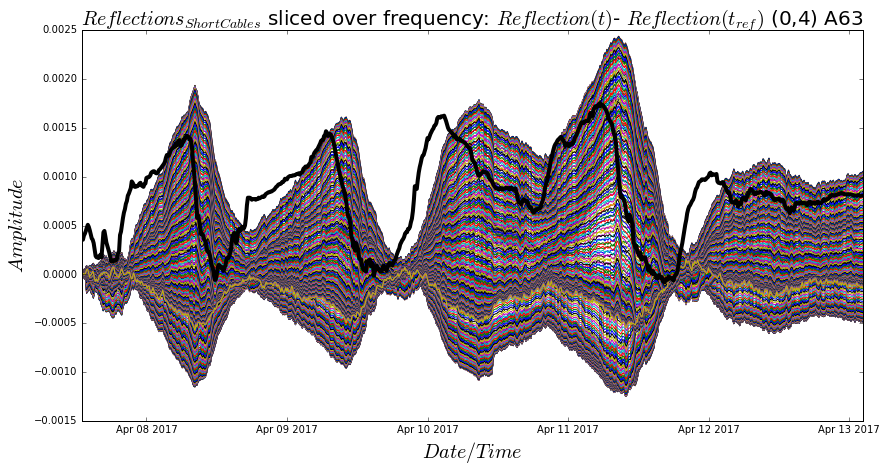 Reflections_ShortCables sliced over frequency: Reflection(t)- Reflection(t_ref) (0,4) A63
0.0025
0.0020
0.0015
0.0010
0.0005
0.0000
−0.0005
−0.0010
−0.0015
Amplitude
Apr 08 2017 Apr 09 2017 Apr 10 2017 Apr 11 2017 Apr 12 2017 Apr 13 2017
Date/Time